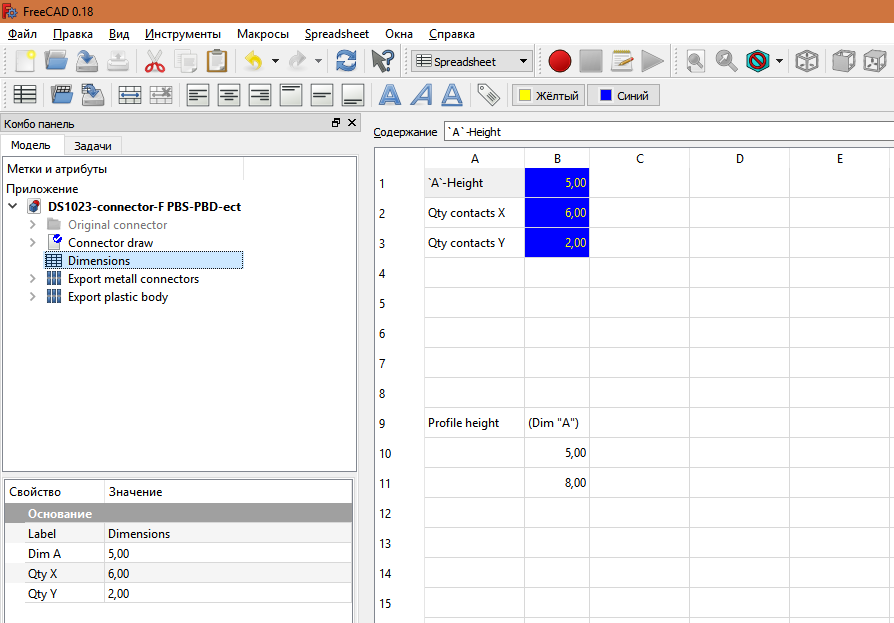 FreeCAD 0.18
Файл Правка Вид Инструменты Макросы Spreadsheet Окна Справка
Spreadsheet
Жёлтый Синий
Комбо панель
Модель Задачи
Метки и атрибуты
Приложение
DS1023-connector-F PBS-PBD-ect
Original connector
Connector draw
Dimensions
Export metall connectors
Export plastic body
Свойство Значение
Основание
Label Dimensions
Dim A 5,00
Qty X 6,00
Qty Y 2,00
Содержание `A`-Height
A B C D E
1 `A`-Height 5,00
2 Qty contacts X 6,00
3 Qty contacts Y 2,00
4
5
6
7
8
9 Profile height (Dim "A")
10 5,00
11 8,00
12
13
14
15